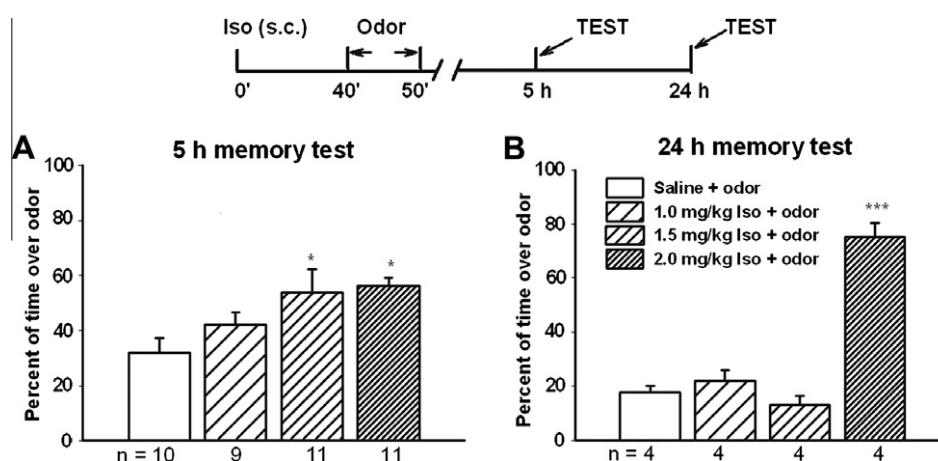 Iso (s.c.) Odor TEST TEST
0' 40' 50' 5 h 24 h
A 5 h memory test
100
80
60
40
20
0
Percent of time over odor
* *
n = 10 9 11 11
B 24 h memory test
100
80
60
40
20
0
Percent of time over odor
Saline + odor
1.0 mg/kg Iso + odor
1.5 mg/kg Iso + odor
2.0 mg/kg Iso + odor
***
n = 4 4 4 4